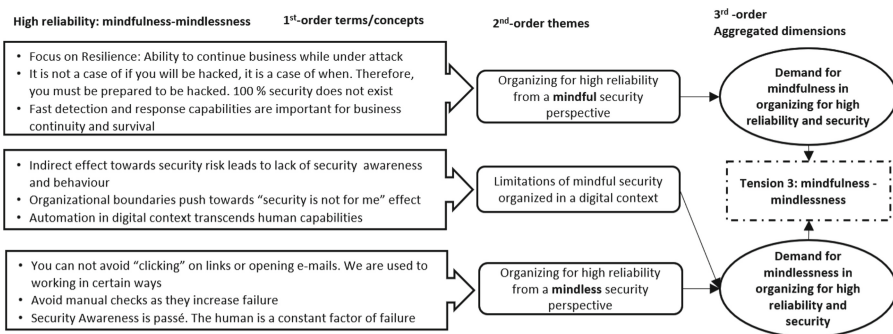 High reliability: mindfulness-mindlessness
1st-order terms/concepts
2nd-order themes
3rd -order
Aggregated dimensions
• Focus on Resilience: Ability to continue business while under attack
• It is not a case of if you will be hacked, it is a case of when. Therefore,
you must be prepared to be hacked. 100 % security does not exist
• Fast detection and response capabilities are important for business
continuity and survival
Organizing for high reliability
from a mindful security
perspective
Demand for
mindfulness in
organizing for high
reliability and security
• Indirect effect towards security risk leads to lack of security awareness
and behaviour
• Organizational boundaries push towards “security is not for me” effect
• Automation in digital context transcends human capabilities
Limitations of mindful security
organized in a digital context
Tension 3: mindfulness -
mindlessness
• You can not avoid “clicking” on links or opening e-mails. We are used to
working in certain ways
• Avoid manual checks as they increase failure
• Security Awareness is passé. The human is a constant factor of failure
Organizing for high reliability
from a mindless security
perspective
Demand for
mindlessness in
organizing for high
reliability and
security